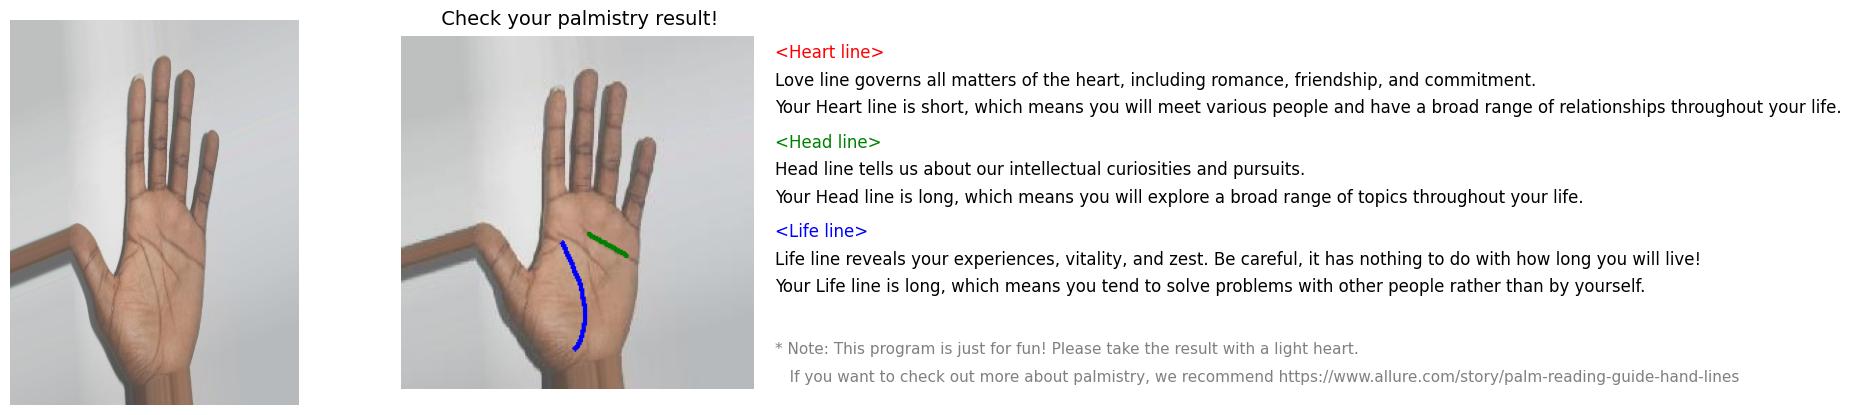 Check your palmistry result!
<Heart line>
Love line governs all matters of the heart, including romance, friendship, and commitment.
Your Heart line is short, which means you will meet various people and have a broad range of relationships throughout your life.
<Head line>
Head line tells us about our intellectual curiosities and pursuits.
Your Head line is long, which means you will explore a broad range of topics throughout your life.
<Life line>
Life line reveals your experiences, vitality, and zest. Be careful, it has nothing to do with how long you will live!
Your Life line is long, which means you tend to solve problems with other people rather than by yourself.
* Note: This program is just for fun! Please take the result with a light heart.
If you want to check out more about palmistry, we recommend https://www.allure.com/story/palm-reading-guide-hand-lines